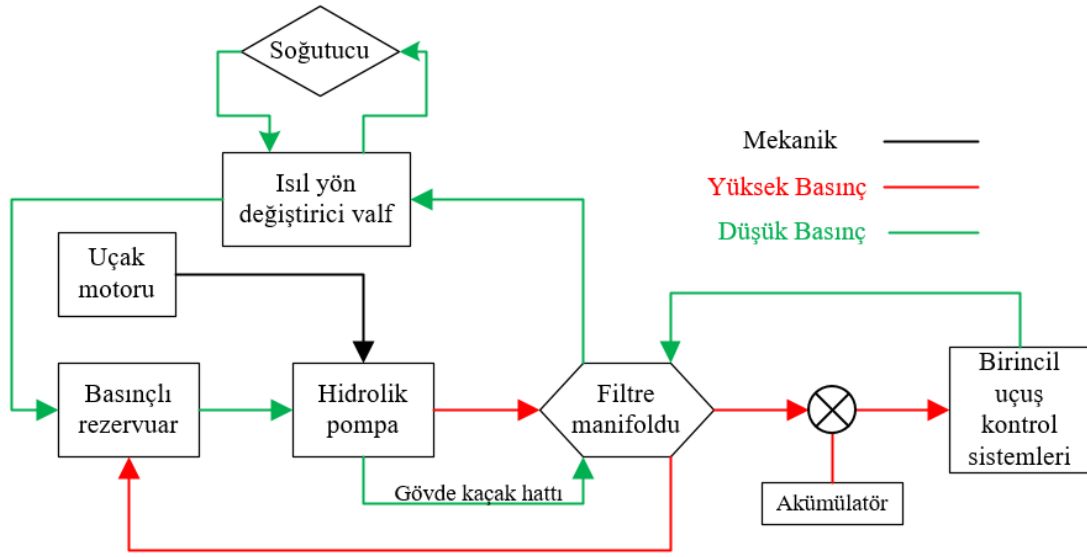 Soğutucu
Isıl yön
değiştirici valf
Mekanik
Yüksek Basınç
Düşük Basınç
Uçak
motoru
Basınçlı
rezervuar
Hidrolik
pompa
Filtre
manifoldu
Birincil
uçuş
kontrol
sistemleri
Gövde kaçak hattı
Akümülatör